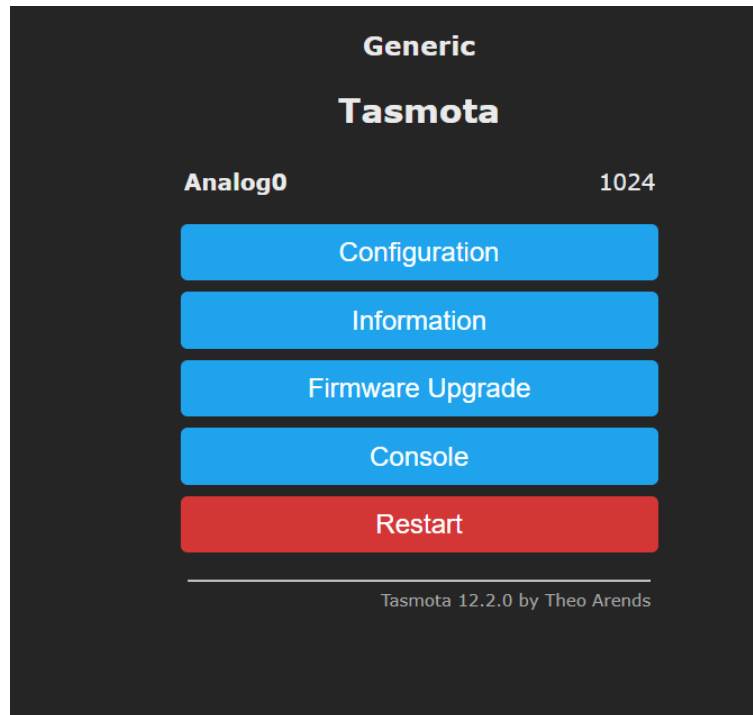 Generic
Tasmota
Analog0 1024
Configuration
Information
Firmware Upgrade
Console
Restart
Tasmota 12.2.0 by Theo Arends